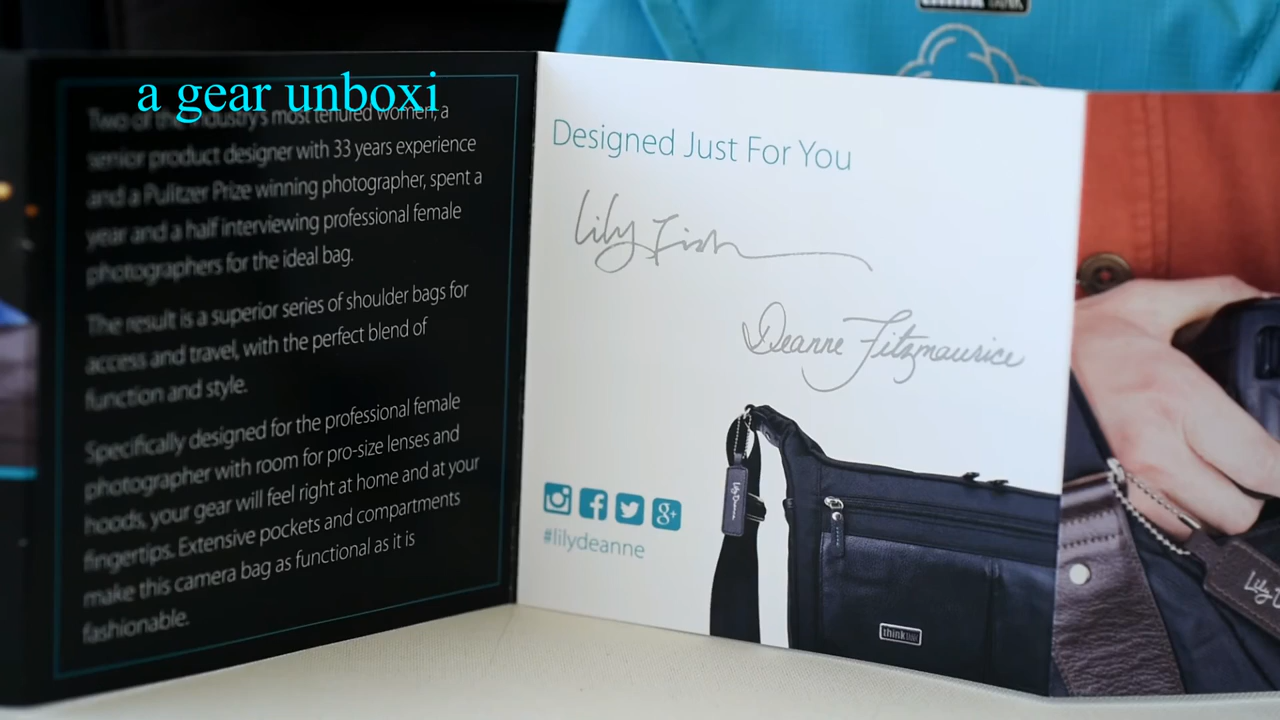 a gear unboxi
Two of the industry's most tenured women, a
senior product designer with 33 years experience
and a Pulitzer Prize winning photographer, spent a
year and a half interviewing professional female
photographers for the ideal bag.
The result is a superior series of shoulder bags for
access and travel, with the perfect blend of
function and style.
Specifically designed for the professional female
photographer with room for pro-size lenses and
hoods, your gear will feel right at home and at your
fingertips. Extensive pockets and compartments
make this camera bag as functional as it is
fashionable.
think TANK
Designed Just For You
Lily Fish
Deanne Fitzmaurice
#lilydeanne
Lily Deanne
think TANK
Lily D